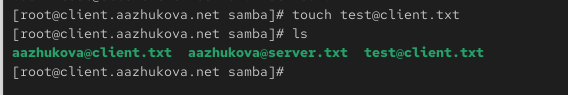 [root@client.aazhukova.net samba]# touch test@client.txt
[root@client.aazhukova.net samba]# ls
aazhukova@client.txt  aazhukova@server.txt  test@client.txt
[root@client.aazhukova.net samba]#